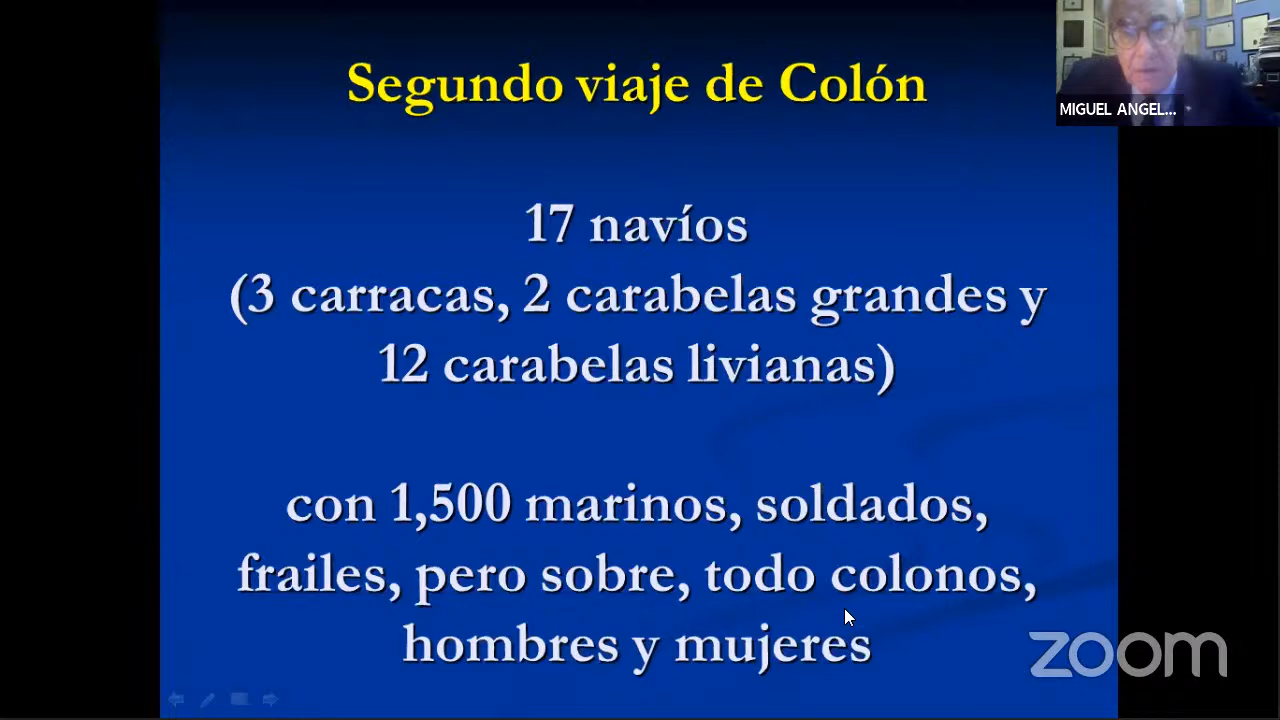 Segundo viaje de Colón
MIGUEL ANGEL...
17 navíos
(3 carracas, 2 carabelas grandes y
12 carabelas livianas)
con 1,500 marinos, soldados,
frailes, pero sobre, todo colonos,
hombres y mujeres
zoom